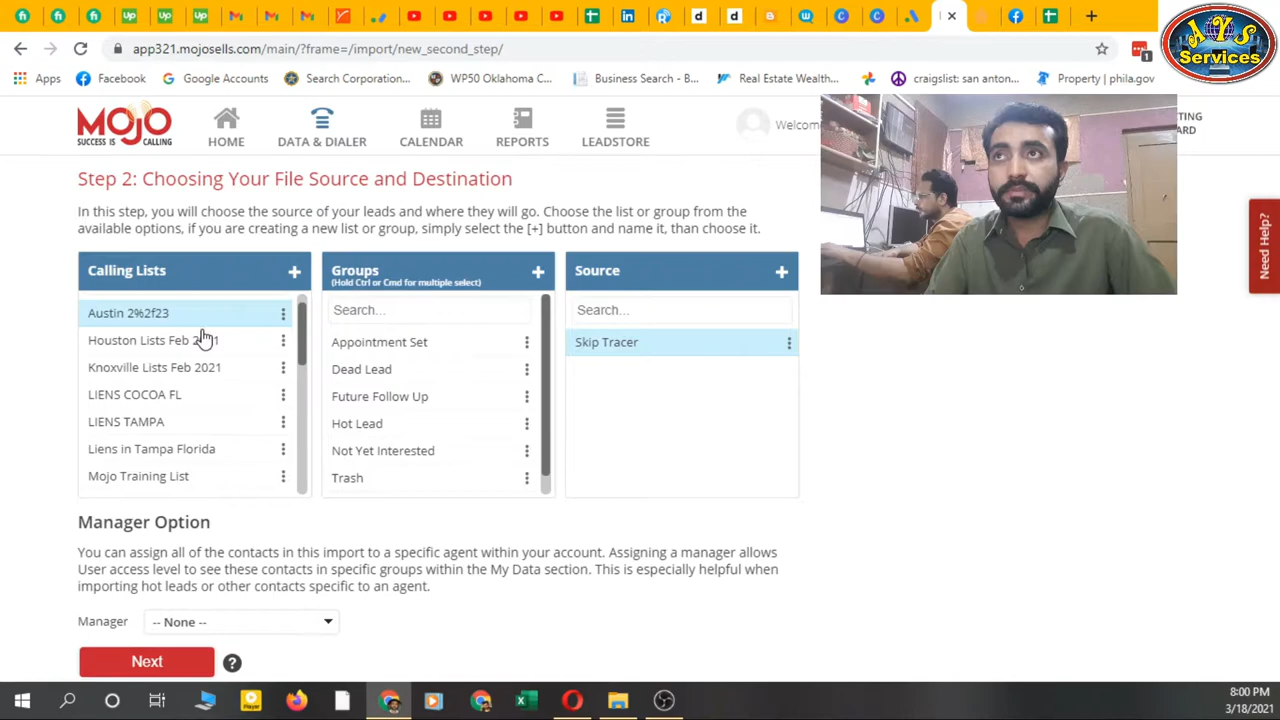 Up
Up
Up
d
d
app321.mojosells.com/main/?frame=/import/new_second_step/
1
Apps
Facebook
Google Accounts
Search Corporation...
WP50 Oklahoma C...
Business Search - B...
Real Estate Wealth...
craigslist: san anton...
Property | phila.gov
AYS
Services
MOJO
SUCCESS IS CALLING
HOME
DATA & DIALER
CALENDAR
REPORTS
LEADSTORE
Welcom
TING
ARD
Step 2: Choosing Your File Source and Destination
In this step, you will choose the source of your leads and where they will go. Choose the list or group from the
available options, if you are creating a new list or group, simply select the [+] button and name it, than choose it.
Need Help?
Calling Lists
Groups
(Hold Ctrl or Cmd for multiple select)
Source
Austin 2%2f23
Houston Lists Feb 2 1
Knoxville Lists Feb 2021
LIENS COCOA FL
LIENS TAMPA
Liens in Tampa Florida
Mojo Training List
Search...
Appointment Set
Dead Lead
Future Follow Up
Hot Lead
Not Yet Interested
Trash
Search...
Skip Tracer
Manager Option
You can assign all of the contacts in this import to a specific agent within your account. Assigning a manager allows
User access level to see these contacts in specific groups within the My Data section. This is especially helpful when
importing hot leads or other contacts specific to an agent.
Manager
-- None --
Next
?
8:00 PM
3/18/2021